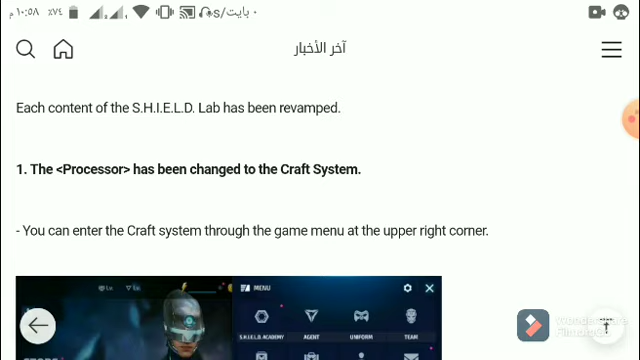 ١٠:٥٨ م ٪٧٤ ٠ بايت/s
آخر الأخبار
Each content of the S.H.I.E.L.D. Lab has been revamped.
1. The <Processor> has been changed to the Craft System.
- You can enter the Craft system through the game menu at the upper right corner.
MENU
S.H.I.E.L.D. ACADEMY AGENT UNIFORM TEAM
Wondershare
Filmora